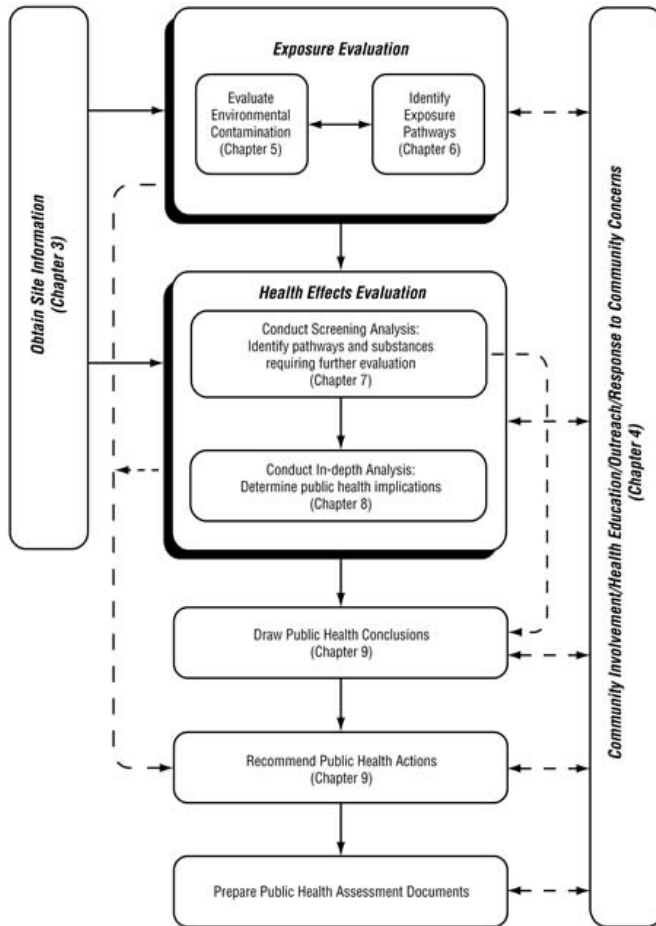 Exposure Evaluation
Evaluate
Environmental
Contamination
(Chapter 5)
Identify
Exposure
Pathways
(Chapter 6)
Obtain Site Information
(Chapter 3)
Health Effects Evaluation
Conduct Screening Analysis:
Identify pathways and substances
requiring further evaluation
(Chapter 7)
Conduct In-depth Analysis:
Determine public health implications
(Chapter 8)
Community Involvement/Health Education/Outreach/Response to Community Concerns
(Chapter 4)
Draw Public Health Conclusions
(Chapter 9)
Recommend Public Health Actions
(Chapter 9)
Prepare Public Health Assessment Documents